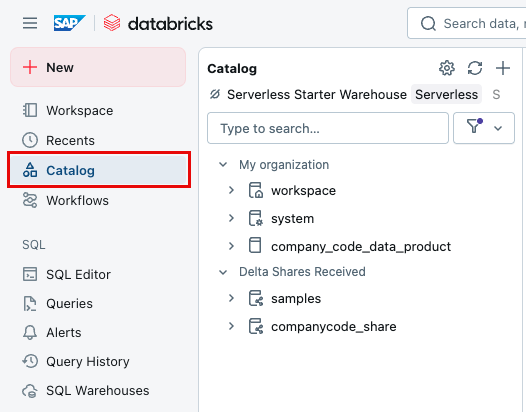 SAP databricks
Search data, n
New
Workspace
Recents
Catalog
Workflows
SQL
SQL Editor
Queries
Alerts
Query History
SQL Warehouses
Catalog
Serverless Starter Warehouse Serverless S
Type to search...
My organization
workspace
system
company_code_data_product
Delta Shares Received
samples
companycode_share